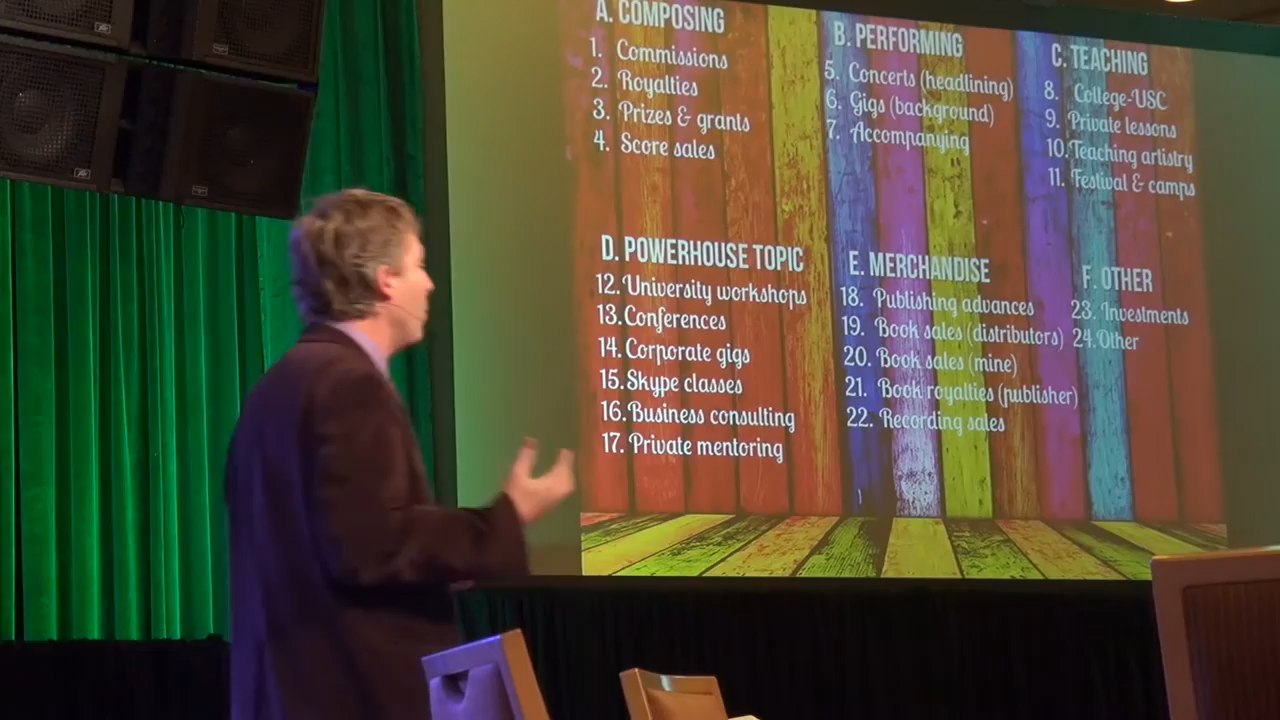 A. COMPOSING
1. Commissions
2. Royalties
3. Prizes & grants
4. Score sales
B. PERFORMING
5. Concerts (headlining)
6. Gigs (background)
7. Accompanying
C. TEACHING
8. College-USC
9. Private lessons
10. Teaching artistry
11. Festival & camps
D. POWERHOUSE TOPIC
12. University workshops
13. Conferences
14. Corporate gigs
15. Skype classes
16. Business consulting
17. Private mentoring
E. MERCHANDISE
18. Publishing advances
19. Book sales (distributors)
20. Book sales (mine)
21. Book royalties (publisher)
22. Recording sales
F. OTHER
23. Investments
24. Other